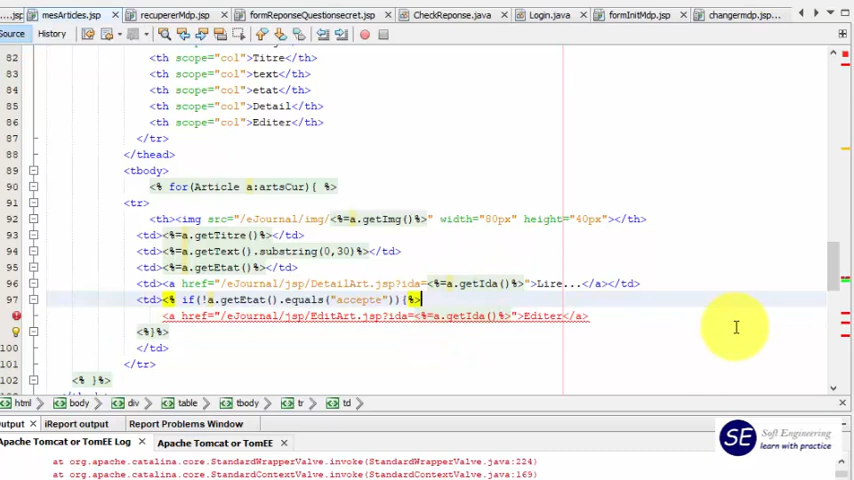 ...jsp mesArticles.jsp recupererMdp.jsp formReponseQuestionsecret.jsp CheckReponse.java Login.java formInitMdp.jsp changermdp.jsp
Source History
82 <th scope="col">Titre</th>
83 <th scope="col">text</th>
84 <th scope="col">etat</th>
85 <th scope="col">Detail</th>
86 <th scope="col">Editer</th>
87 </tr>
88 </thead>
89 <tbody>
90 <% for(Article a:artsCur){ %>
91 <tr>
92 <th><img src="/eJournal/img/<%=a.getImg()%>" width="80px" height="40px"></th>
93 <td><%=a.getTitre()%></td>
94 <td><%=a.getText().substring(0,30)%></td>
95 <td><%=a.getEtat()%></td>
96 <td><a href="/eJournal/jsp/DetailArt.jsp?ida=<%=a.getIda()%>">Lire...</a></td>
97 <td><% if(!a.getEtat().equals("accepte")){%>
<a href="/eJournal/jsp/EditArt.jsp?ida=<%=a.getIda()%>">Editer</a>
<%}%>
100 </td>
101 </tr>
102 <% }%>
html body div table tbody tr td
Output iReport output Report Problems Window
Apache Tomcat or TomEE Log Apache Tomcat or TomEE
at org.apache.catalina.core.StandardWrapperValve.invoke(StandardWrapperValve.java:224)
at org.apache.catalina.core.StandardContextValve.invoke(StandardContextValve.java:169)
SE Soft Engineering
learn with practice